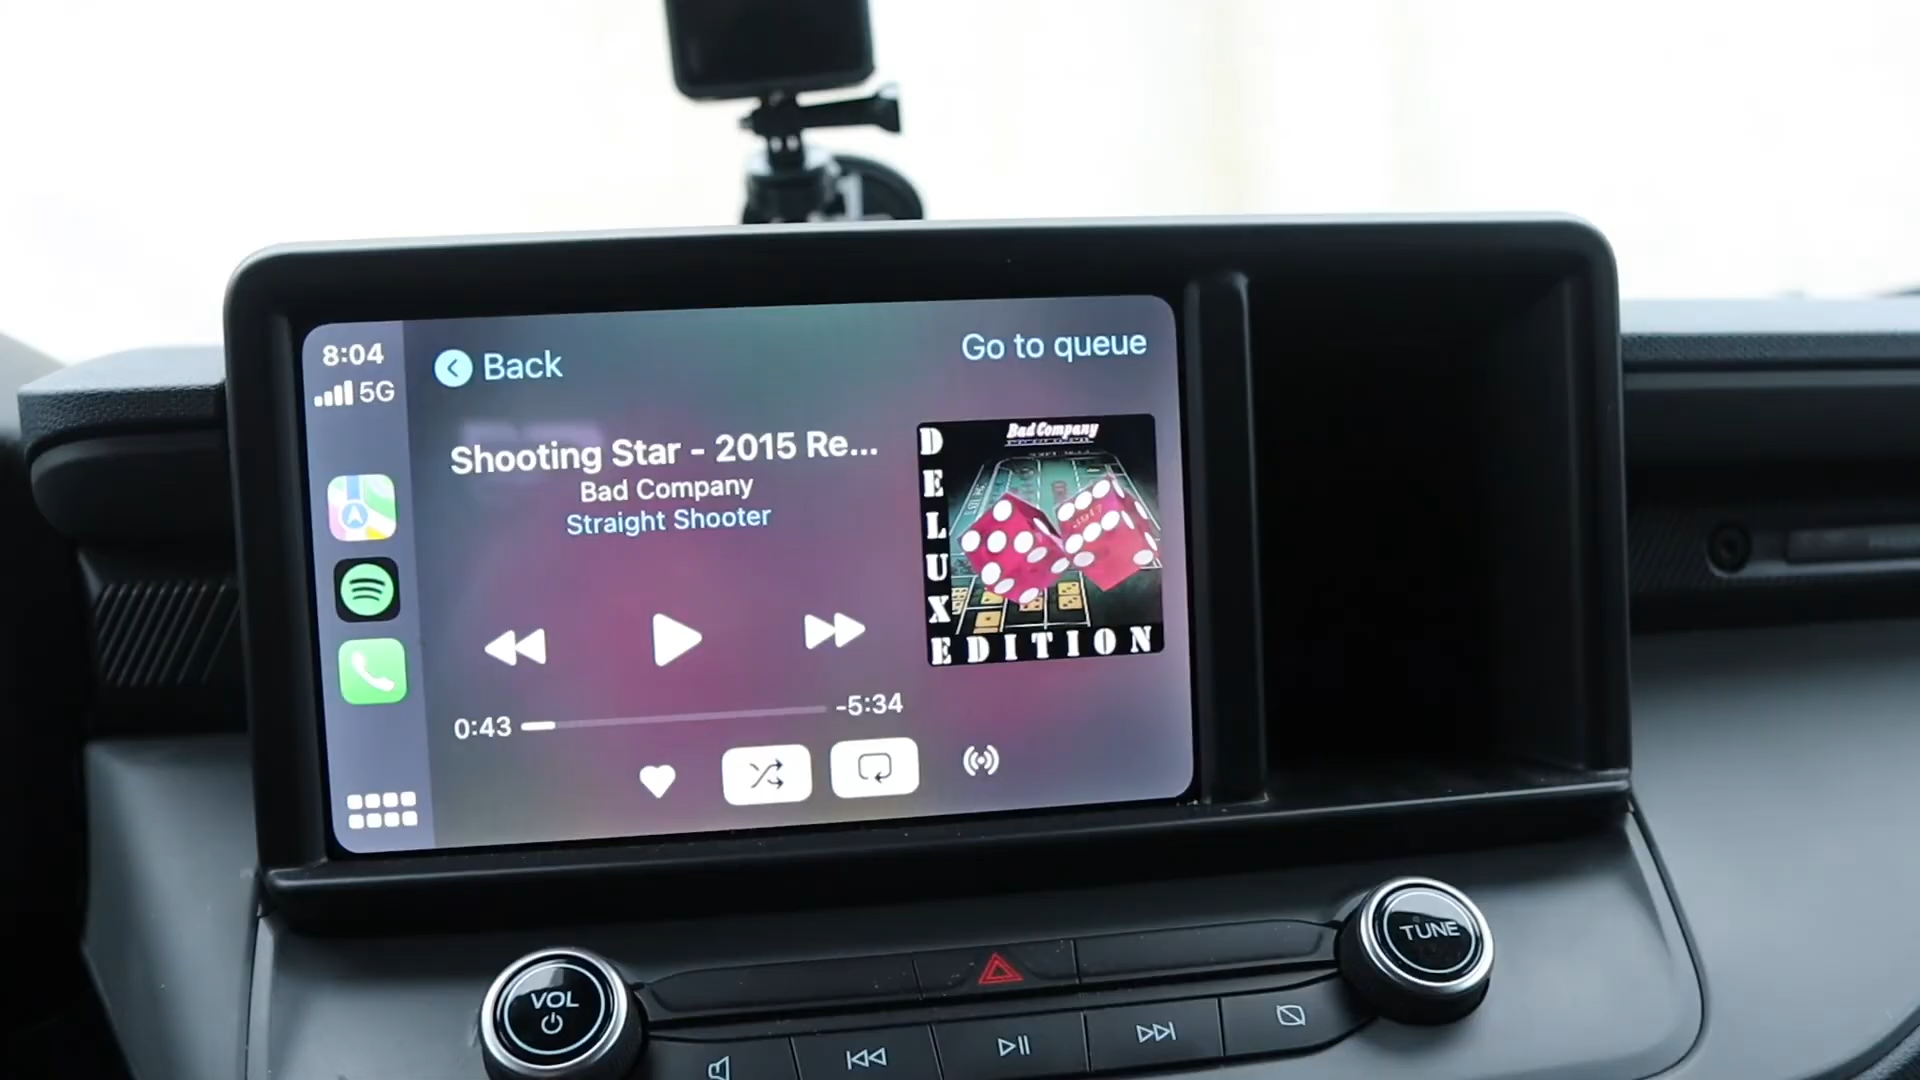 8:04
5G
Back
Go to queue
Shooting Star - 2015 Re...
Bad Company
Straight Shooter
Bad Company
DELUXE
EDITION
0:43
-5:34
VOL
TUNE